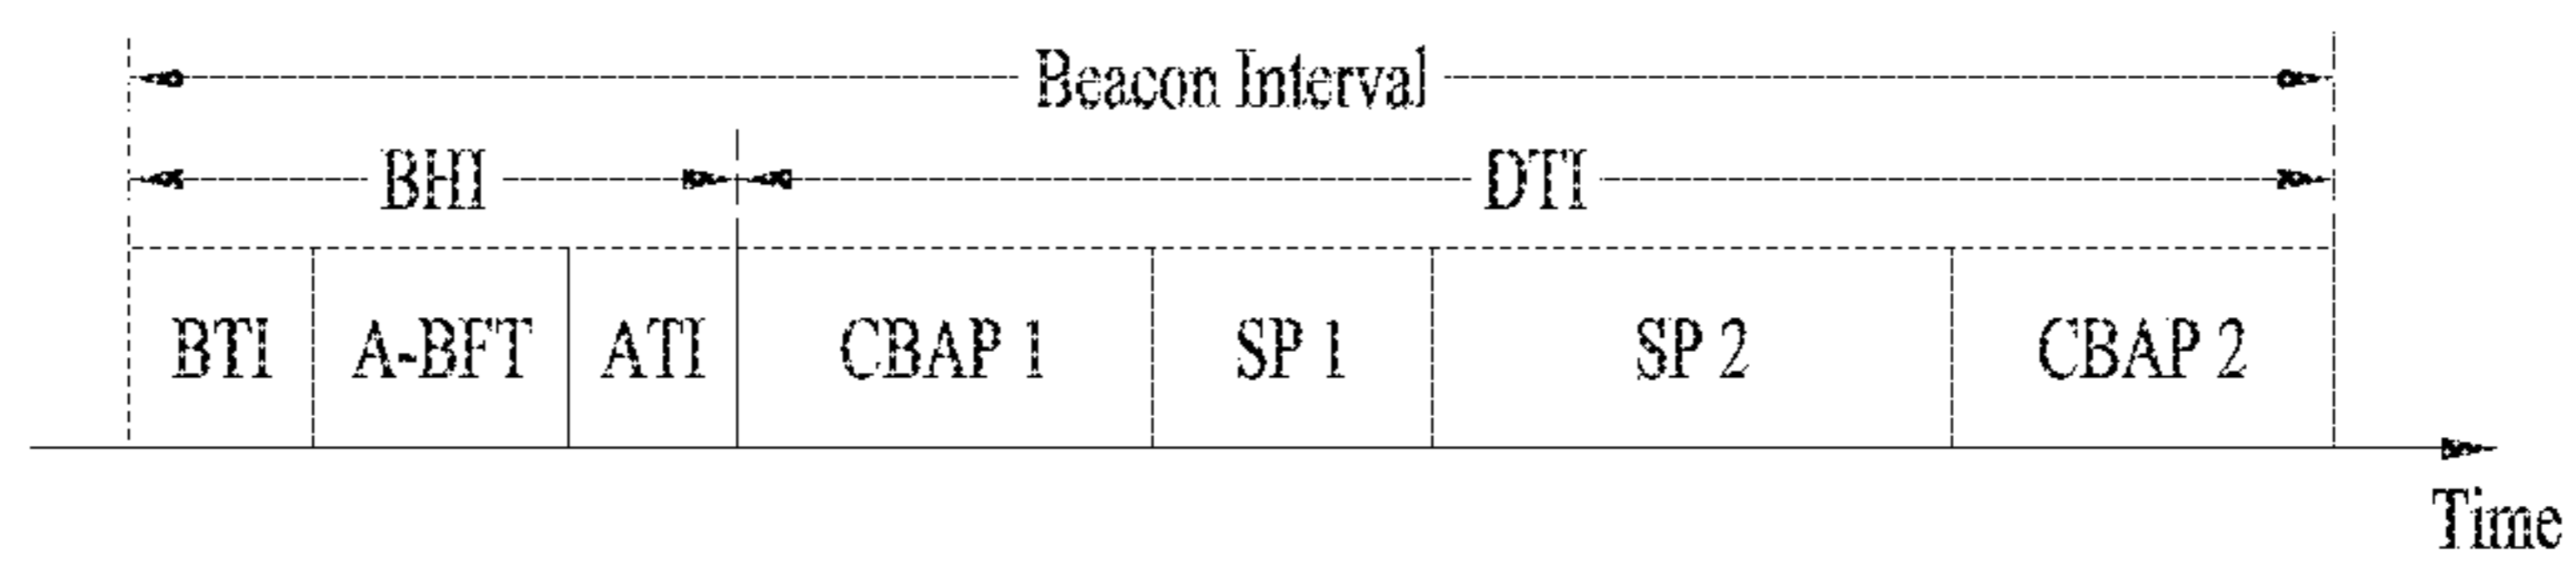 Beacon Interval
BHI DTI
BTI A-BFT ATI CBAP 1 SP 1 SP 2 CBAP 2
Time